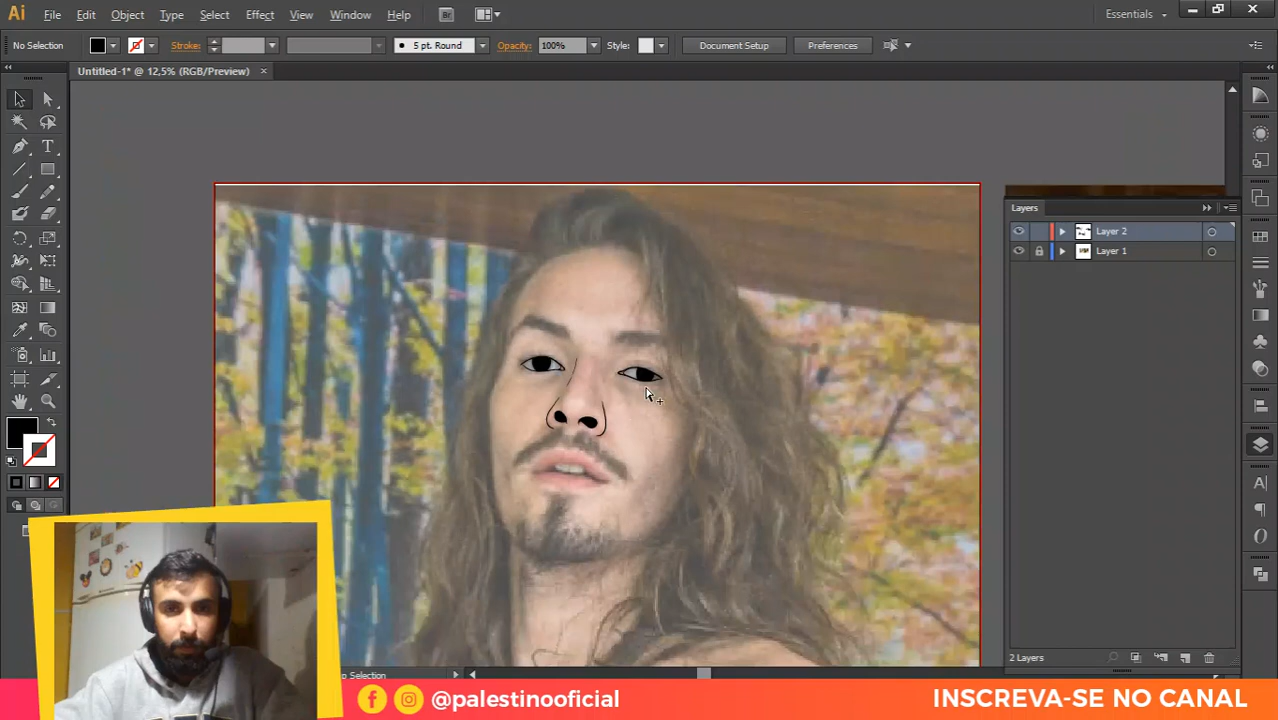 Ai File Edit Object Type Select Effect View Window Help Br Essentials
No Selection Stroke: 5 pt. Round Opacity: 100% Style: Document Setup Preferences
Untitled-1* @ 12,5% (RGB/Preview)
Layers
Layer 2
Layer 1
2 Layers
p Selection
@palestinooficial
INSCREVA-SE NO CANAL